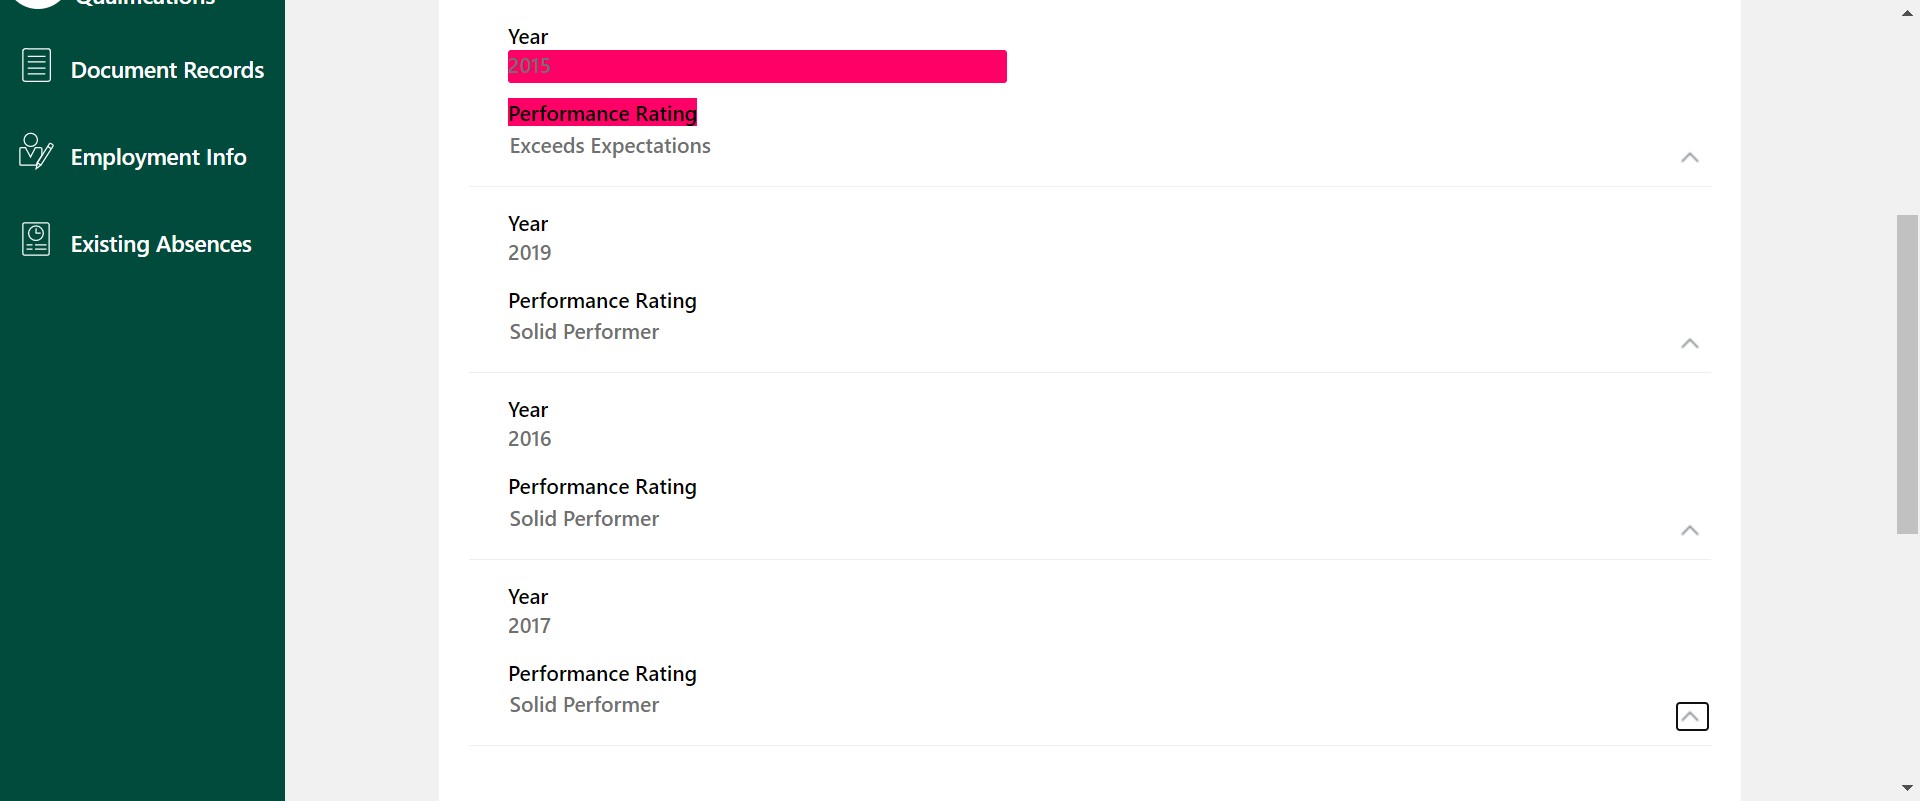 Qualifications
Document Records
Employment Info
Existing Absences
Year
2015
Performance Rating
Exceeds Expectations
Year
2019
Performance Rating
Solid Performer
Year
2016
Performance Rating
Solid Performer
Year
2017
Performance Rating
Solid Performer